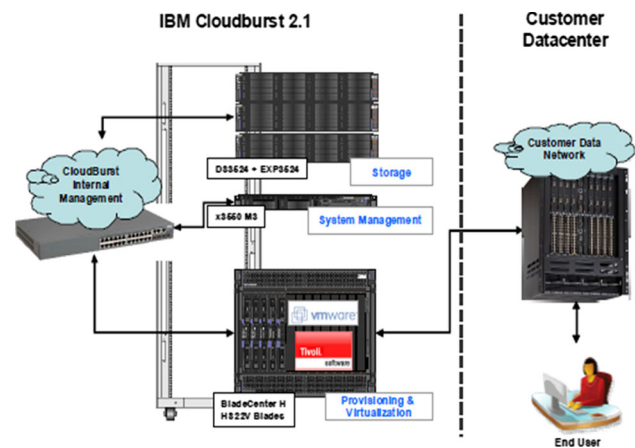 IBM Cloudburst 2.1
Customer
Datacenter
CloudBurst
Internal
Management
DS3524 + EXP3524
Storage
x3550 M3
System Management
Customer Data
Network
vmware
Tivoli
software
BladeCenter H
HS22V Blades
Provisioning &
Virtualization
End User